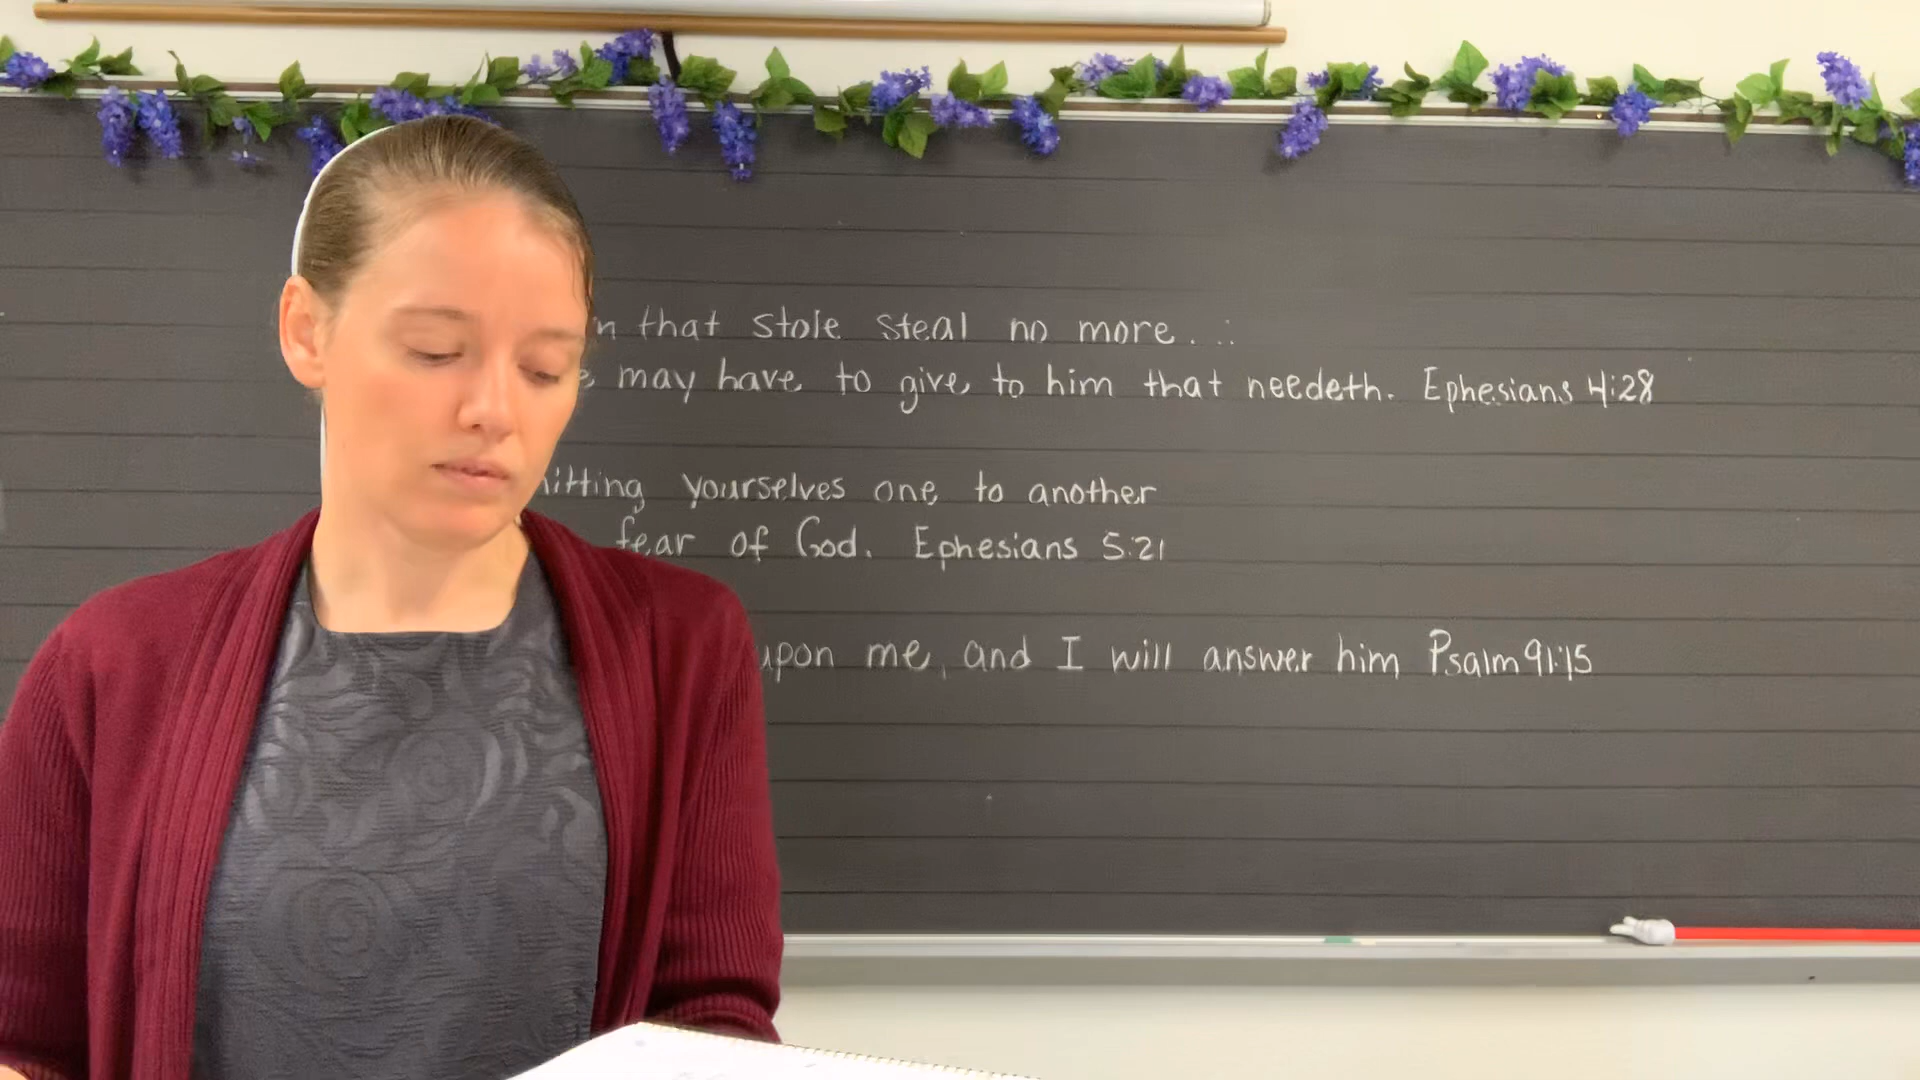 that stole steal no more...
may have to give to him that needeth. Ephesians 4:28
yourselves one to another
fear of God. Ephesians 5:21
upon me, and I will answer him Psalm 91:15